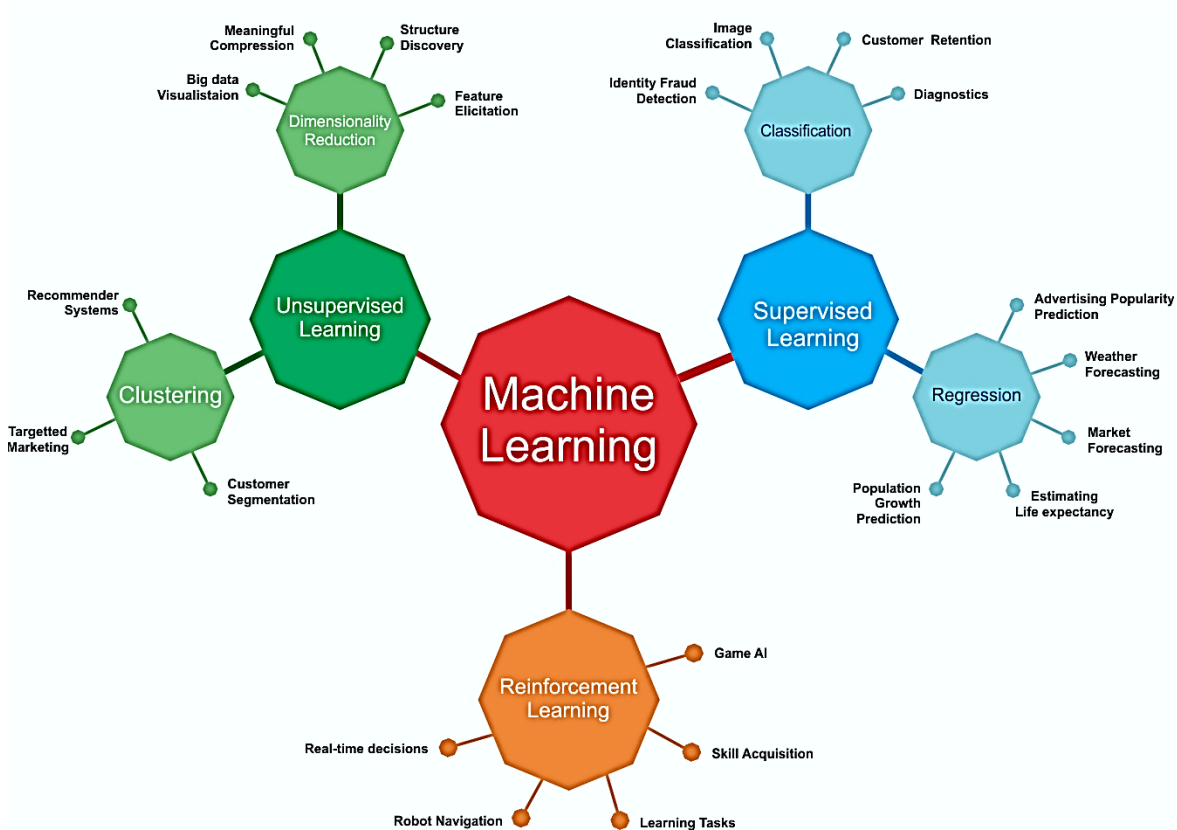 Meaningful
Compression
Structure
Discovery
Big data
Visualistaion
Feature
Elicitation
Dimensionality
Reduction
Image
Classification
Customer Retention
Identity Fraud
Detection
Diagnostics
Classification
Recommender
Systems
Unsupervised
Learning
Clustering
Targetted
Marketing
Customer
Segmentation
Machine
Learning
Supervised
Learning
Advertising Popularity
Prediction
Weather
Forecasting
Regression
Market
Forecasting
Population
Growth
Prediction
Estimating
Life expectancy
Reinforcement
Learning
Game AI
Real-time decisions
Skill Acquisition
Robot Navigation
Learning Tasks